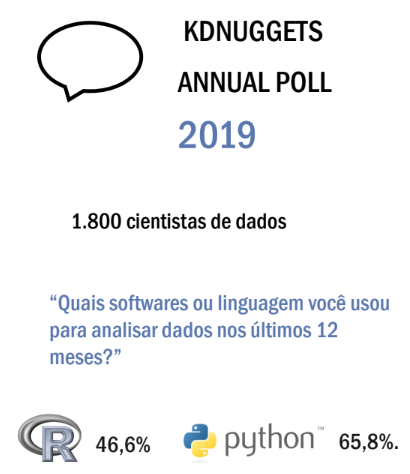 KDNUGGETS
ANNUAL POLL
2019
1.800 cientistas de dados
“Quais softwares ou linguagem você usou
para analisar dados nos últimos 12
meses?”
R 46,6% python™ 65,8%.